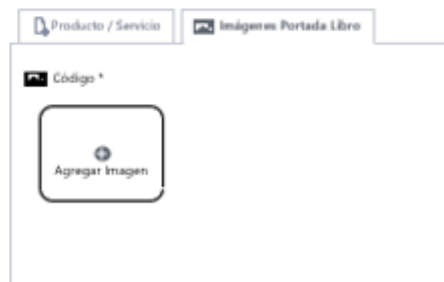 Producto / Servicio
Imágenes Portada Libro
Código *
Agregar Imagen